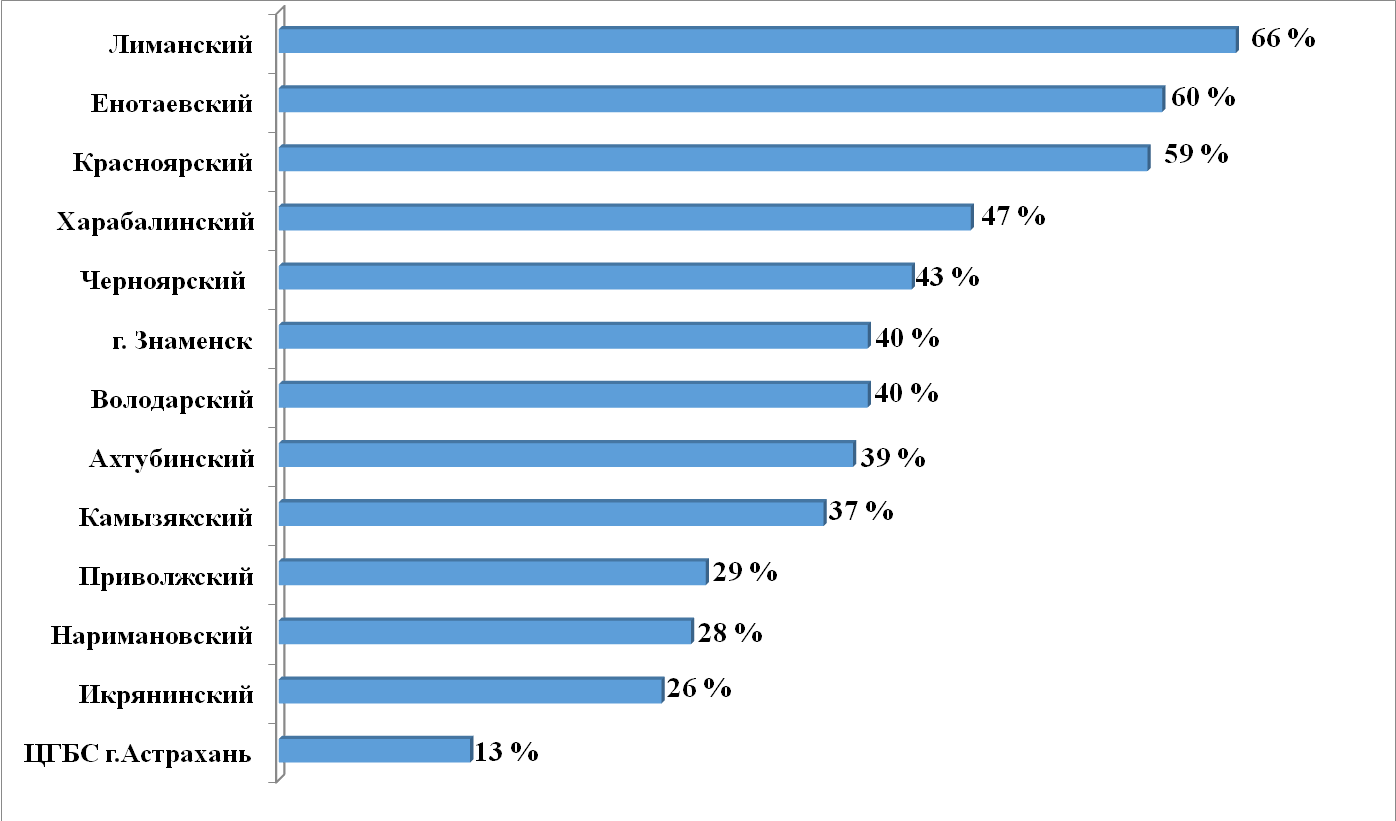 Лиманский 66 %
Енотаевский 60 %
Красноярский 59 %
Харабалинский 47 %
Черноярский 43 %
г. Знаменск 40 %
Володарский 40 %
Ахтубинский 39 %
Камызякский 37 %
Приволжский 29 %
Наримановский 28 %
Икрянинский 26 %
ЦГБС г.Астрахань 13 %